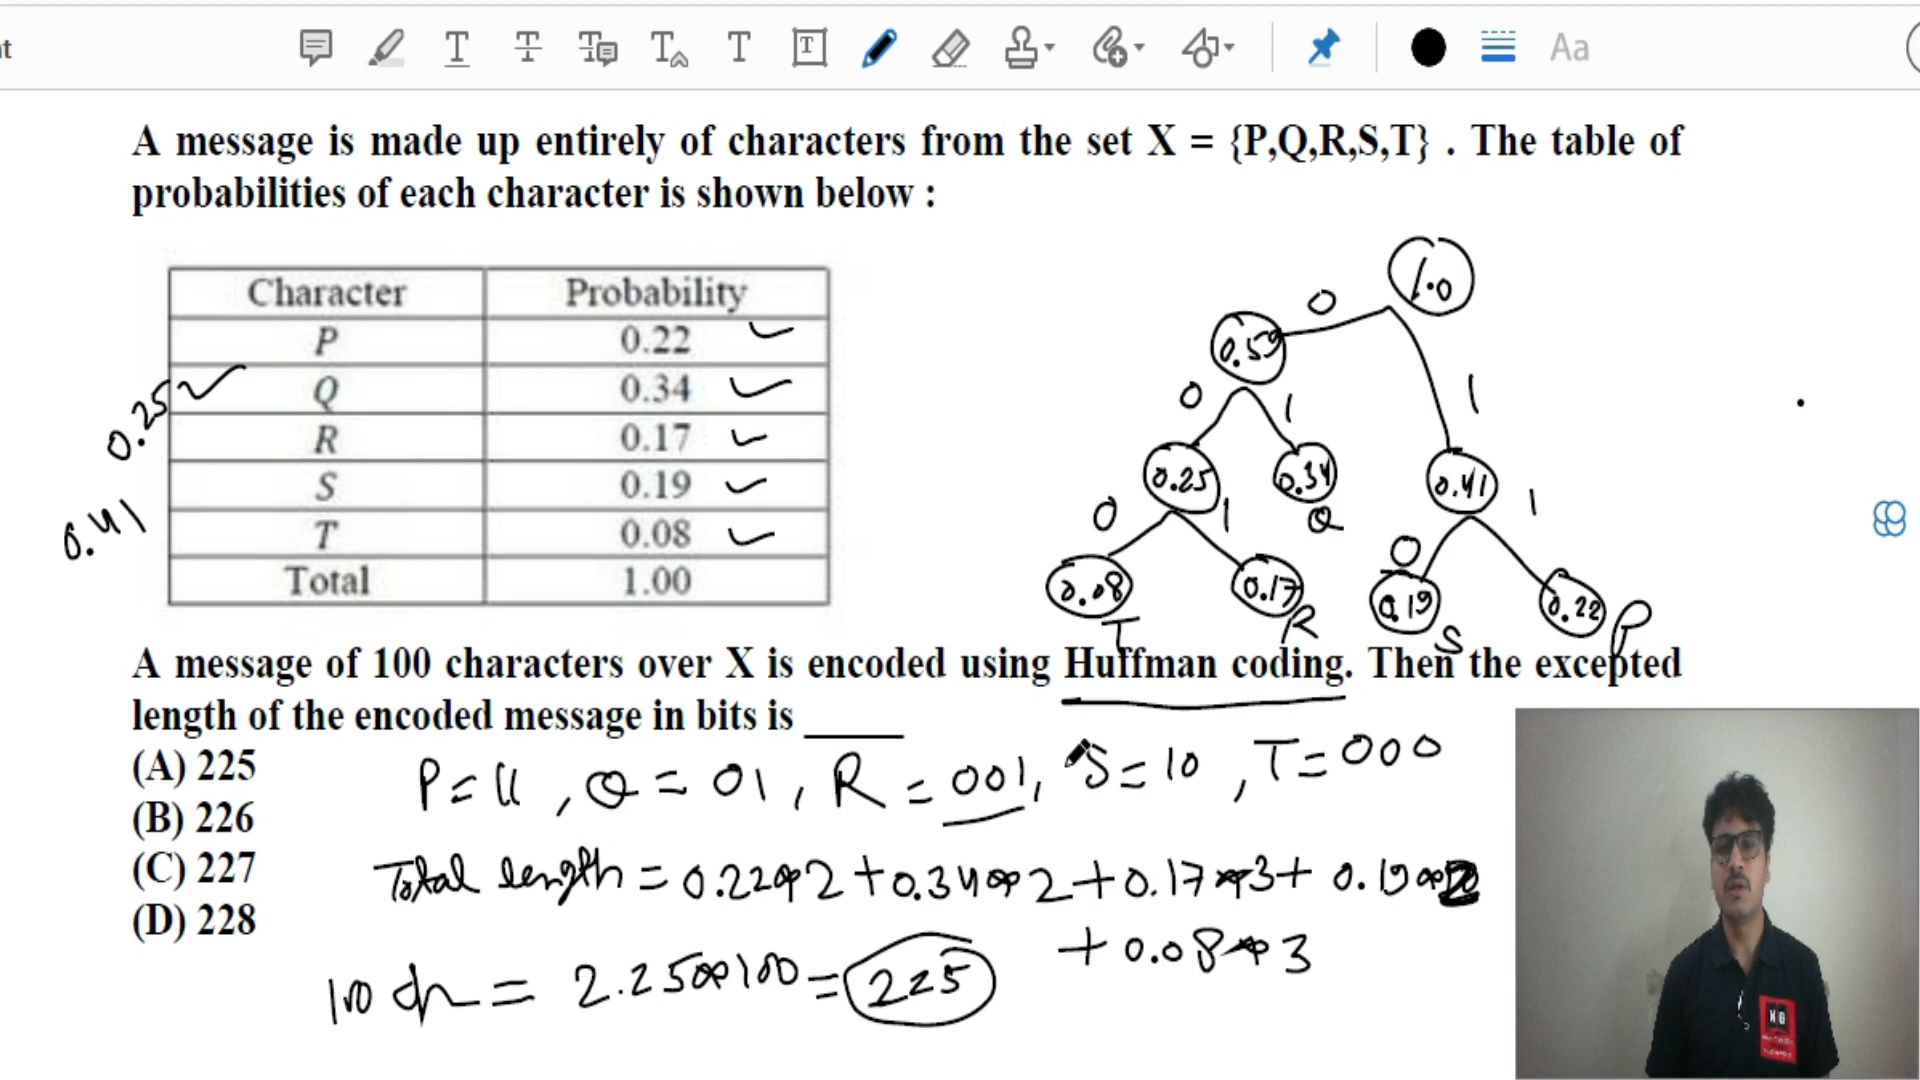 nt
T T T T T T Aa
A message is made up entirely of characters from the set X = {P,Q,R,S,T} . The table of
probabilities of each character is shown below :
Character Probability
P 0.22
Q 0.34
R 0.17
S 0.19
T 0.08
Total 1.00
0.25
0.41
1.0
0 1
0.59 0.41
0 1 0 1
0.25 0.34 0.19 0.22
Q S P
0 1
0.08 0.17
T R
A message of 100 characters over X is encoded using Huffman coding. Then the excepted
length of the encoded message in bits is _____
(A) 225
(B) 226
(C) 227
(D) 228
P = 11 , Q = 01 , R = 001, S = 10 , T = 000
Total length = 0.22*2 + 0.34*2 + 0.17*3 + 0.19*2
+ 0.08*3
100 ch = 2.25*100 = 225